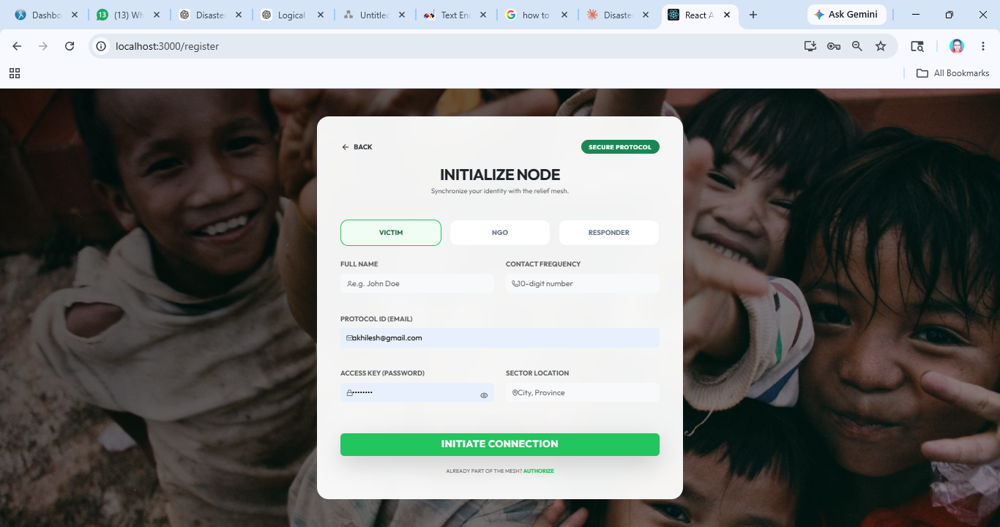 Dashbo
(13) Wh
Disaster
Logical
Untitled
Text En
how to
Disaster
React A
Ask Gemini
localhost:3000/register
All Bookmarks
BACK
SECURE PROTOCOL
INITIALIZE NODE
Synchronize your identity with the relief mesh.
VICTIM NGO RESPONDER
FULL NAME CONTACT FREQUENCY
e.g. John Doe 10-digit number
PROTOCOL ID (EMAIL)
akhilesh@gmail.com
ACCESS KEY (PASSWORD) SECTOR LOCATION
•••••••• City, Province
INITIATE CONNECTION
ALREADY PART OF THE MESH? AUTHORIZE